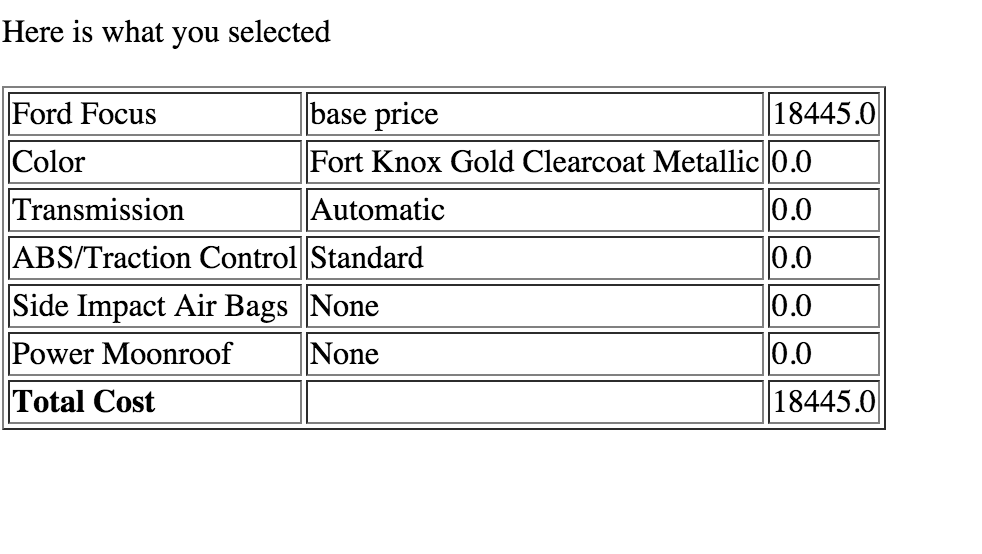 Here is what you selected
Ford Focus base price 18445.0
Color Fort Knox Gold Clearcoat Metallic 0.0
Transmission Automatic 0.0
ABS/Traction Control Standard 0.0
Side Impact Air Bags None 0.0
Power Moonroof None 0.0
Total Cost 18445.0